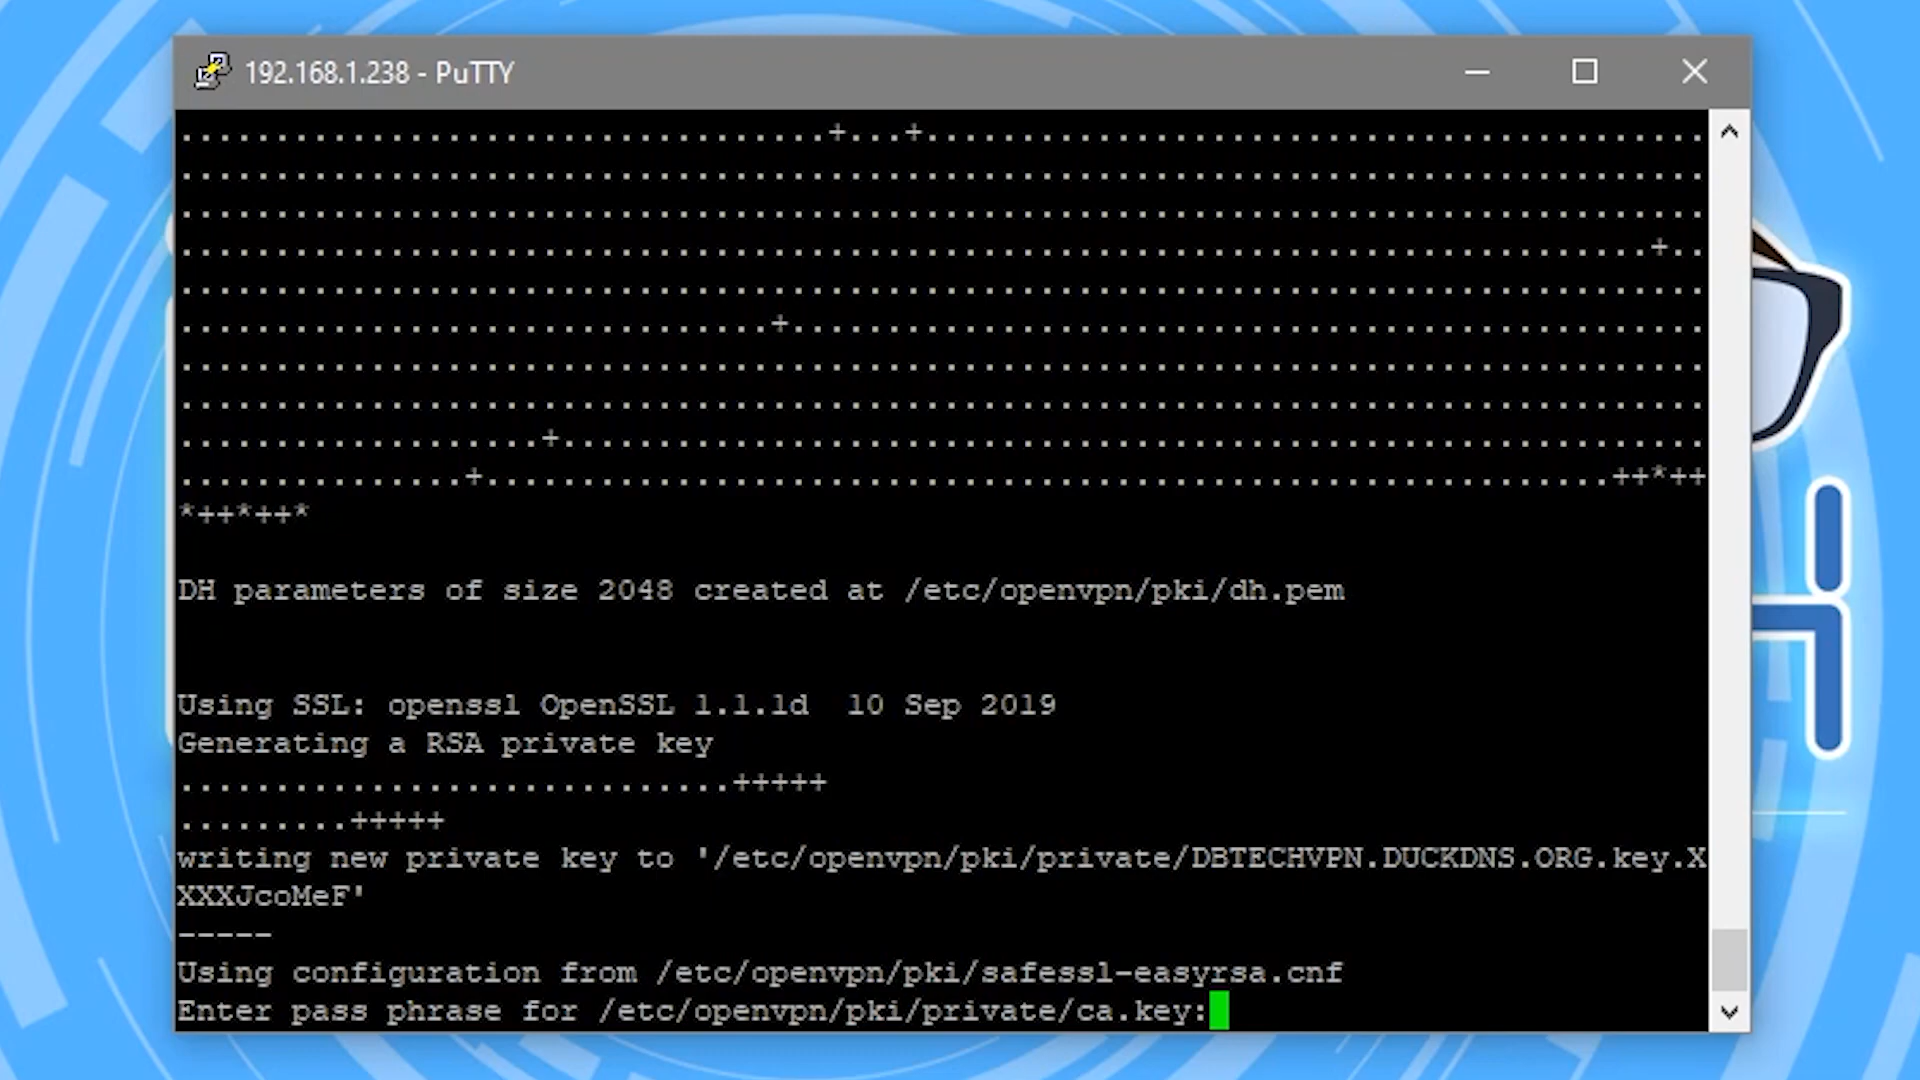 192.168.1.238 - PuTTY
..................................+...+.........................................
................................................................................
................................................................................
.............................................................................+..
................................................................................
...............................+................................................
................................................................................
................................................................................
...................+............................................................
...............+...........................................................++*++
*++*++*
DH parameters of size 2048 created at /etc/openvpn/pki/dh.pem
Using SSL: openssl OpenSSL 1.1.1d  10 Sep 2019
Generating a RSA private key
.............................+++++
.........+++++
writing new private key to '/etc/openvpn/pki/private/DBTECHVPN.DUCKDNS.ORG.key.X
XXXJcoMeF'
-----
Using configuration from /etc/openvpn/pki/safessl-easyrsa.cnf
Enter pass phrase for /etc/openvpn/pki/private/ca.key: